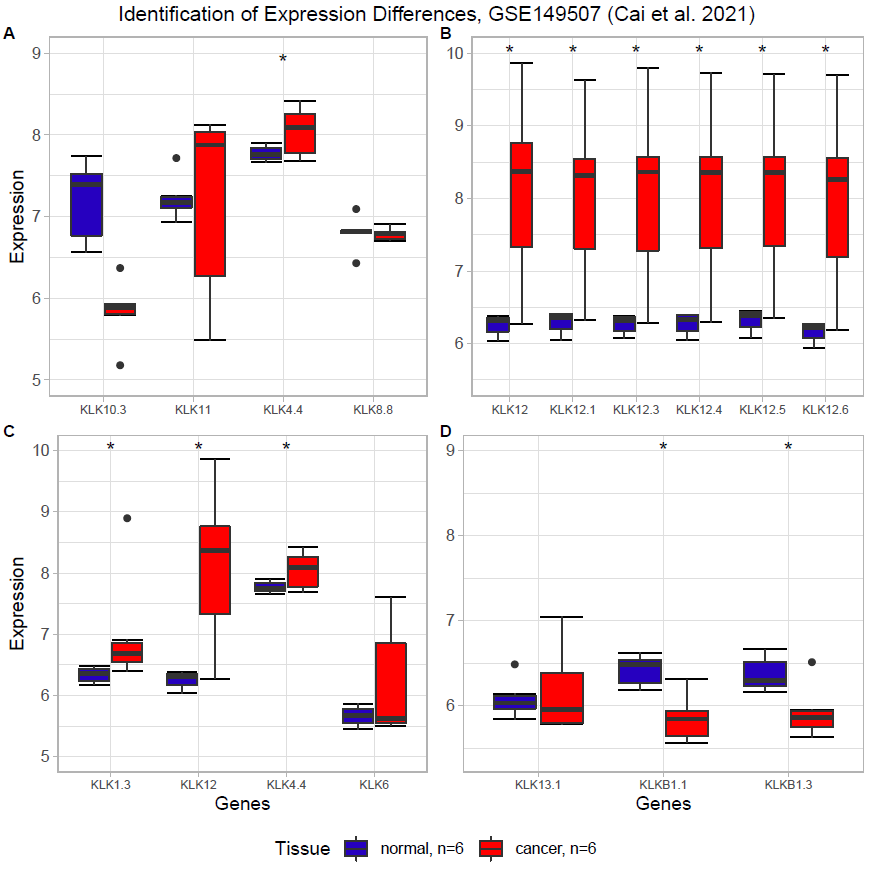 Identification of Expression Differences, GSE149507 (Cai et al. 2021)
A
*
9
8
7
6
5
Expression
KLK10.3 KLK11 KLK4.4 KLK8.8
B
* * * * * *
10
9
8
7
6
KLK12 KLK12.1 KLK12.3 KLK12.4 KLK12.5 KLK12.6
C
* * *
10
9
8
7
6
5
Expression
KLK1.3 KLK12 KLK4.4 KLK6
Genes
D
* *
9
8
7
6
KLK13.1 KLKB1.1 KLKB1.3
Genes
Tissue normal, n=6 cancer, n=6